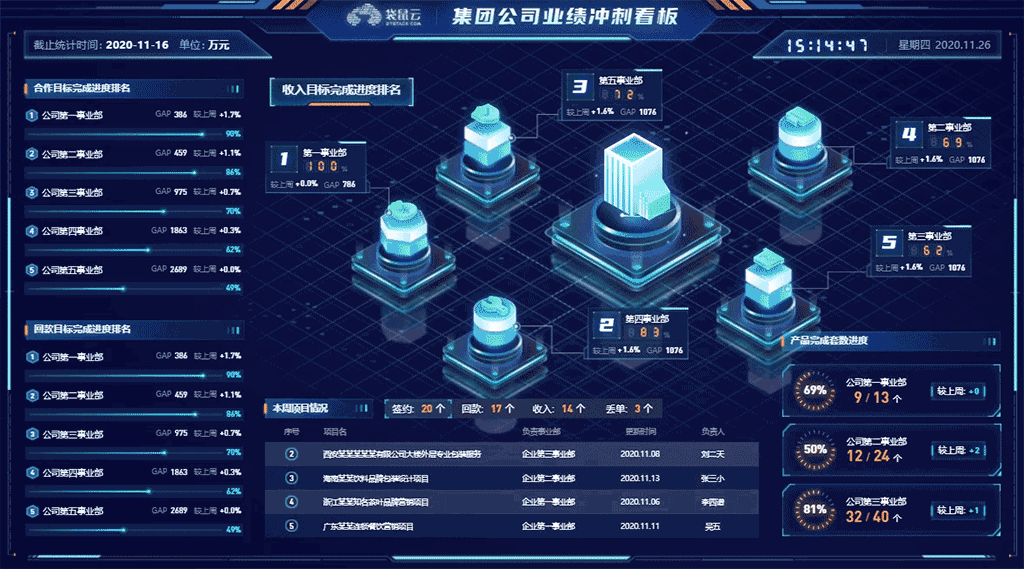 袋鼠云
DTSTACK.COM
集团公司业绩冲刺看板
截止统计时间: 2020-11-16 单位: 万元
15:14:47 星期四 2020.11.26
合作目标完成进度排名
1 公司第一事业部 GAP 386 较上周 +1.7%
90%
2 公司第二事业部 GAP 459 较上周 +1.1%
86%
3 公司第三事业部 GAP 975 较上周 +0.7%
70%
4 公司第四事业部 GAP 1863 较上周 +0.3%
62%
5 公司第五事业部 GAP 2689 较上周 +0.0%
49%
回款目标完成进度排名
1 公司第一事业部 GAP 386 较上周 +1.7%
90%
2 公司第二事业部 GAP 459 较上周 +1.1%
86%
3 公司第三事业部 GAP 975 较上周 +0.7%
70%
4 公司第四事业部 GAP 1863 较上周 +0.3%
62%
5 公司第五事业部 GAP 2689 较上周 +0.0%
49%
收入目标完成进度排名
1 第一事业部
100%
较上周 +0.0% GAP 786
3 第五事业部
72%
较上周 +1.6% GAP 1076
4 第二事业部
69%
较上周 +1.6% GAP 1076
5 第三事业部
62%
较上周 +1.6% GAP 1076
2 第四事业部
83%
较上周 +1.6% GAP 1076
本周项目情况 签约: 20 个 回款: 17 个 收入: 14 个 丢单: 3 个
序号 项目名 负责事业部 更新时间 负责人
2 西安某某某某某有限公司大楼外层专业包装服务 企业第三事业部 2020.11.08 刘二天
3 海南某某饮料品牌包装设计项目 企业第二事业部 2020.11.13 张三小
4 浙江某某知名茶叶品牌营销项目 企业第一事业部 2020.11.06 李四道
5 广东某某连锁餐饮营销项目 企业第一事业部 2020.11.11 吴五
产品完成套数进度
69% 公司第一事业部
9 / 13 个 较上周: +0
50% 公司第二事业部
12 / 24 个 较上周: +2
81% 公司第三事业部
32 / 40 个 较上周: +1